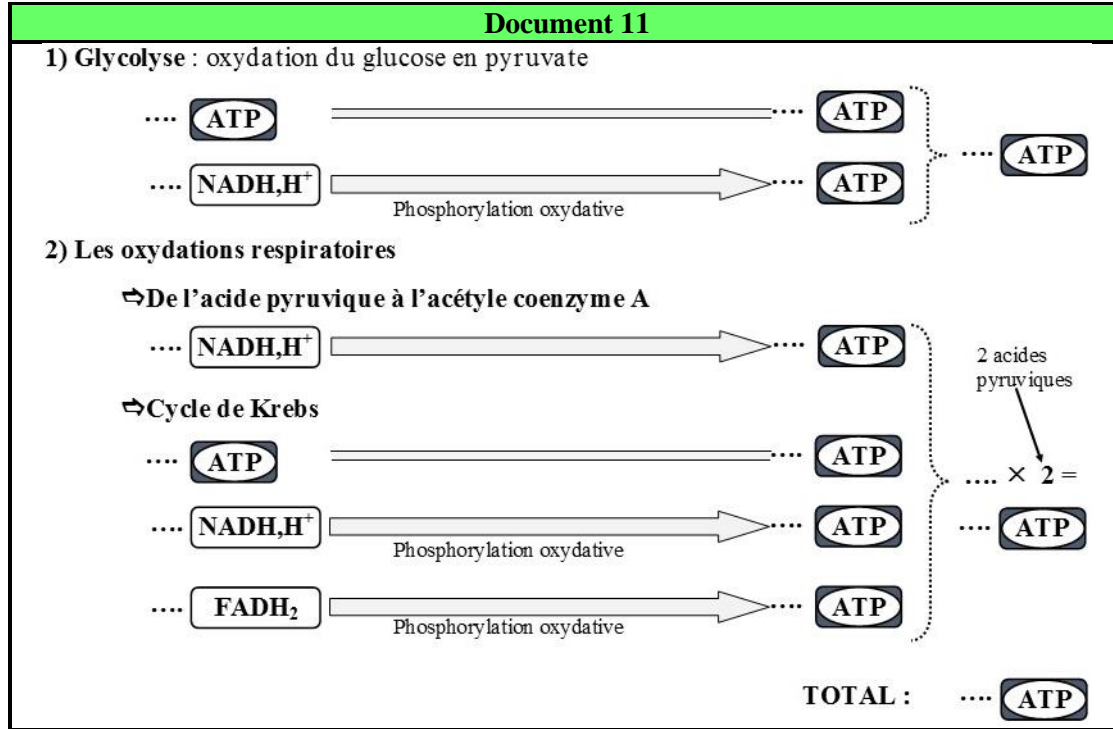 Document 11
1) Glycolyse : oxydation du glucose en pyruvate
.... ATP .... ATP
.... ATP
.... NADH,H⁺ .... ATP
Phosphorylation oxydative
2) Les oxydations respiratoires
⇨De l'acide pyruvique à l'acétyle coenzyme A
.... NADH,H⁺ .... ATP
2 acides
pyruviques
⇨Cycle de Krebs
.... ATP .... ATP
.... × 2 =
.... NADH,H⁺ .... ATP
.... ATP
Phosphorylation oxydative
.... FADH₂ .... ATP
Phosphorylation oxydative
TOTAL : .... ATP